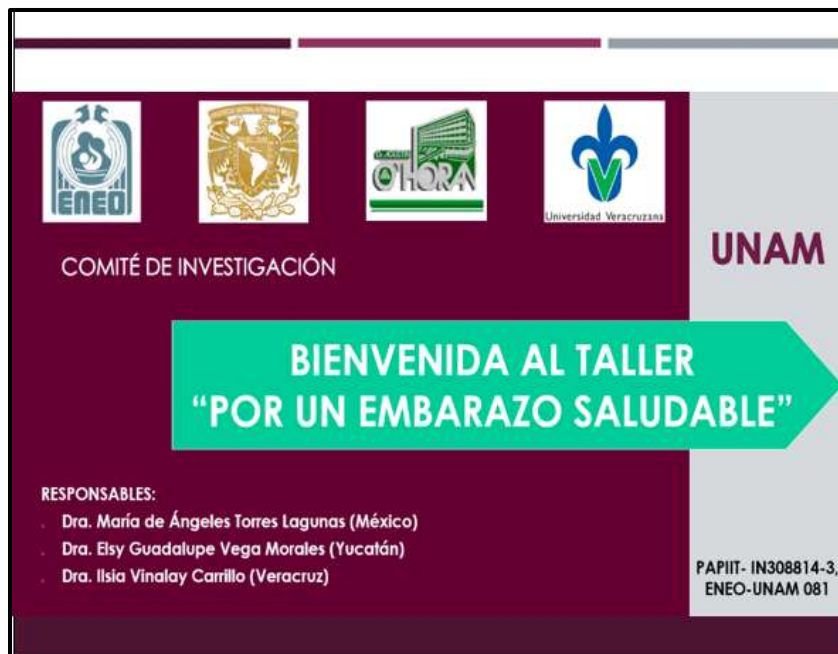 ENEO
O'HORAN
Universidad Veracruzana
UNAM
COMITÉ DE INVESTIGACIÓN
BIENVENIDA AL TALLER
“POR UN EMBARAZO SALUDABLE”
RESPONSABLES:
Dra. María de Ángeles Torres Lagunas (México)
Dra. Elsy Guadalupe Vega Morales (Yucatán)
Dra. Ilsia Vinalay Carrillo (Veracruz)
PAPIIT- IN308814-3,
ENEO-UNAM 081